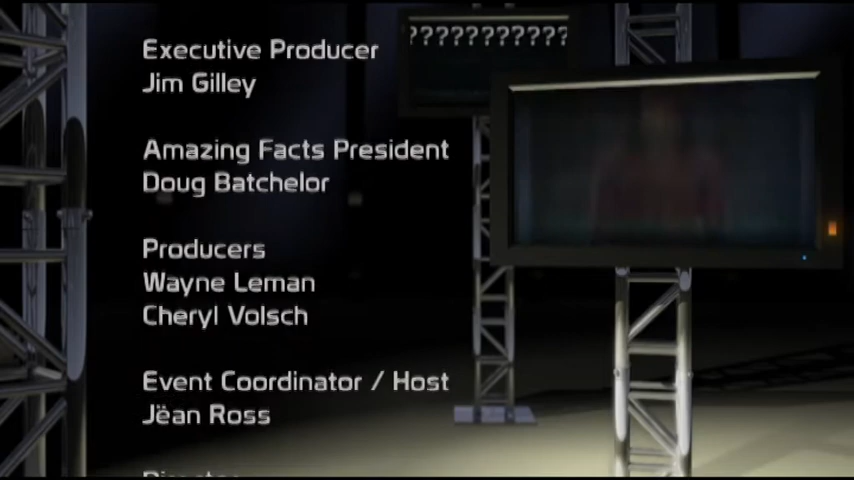 ???????????
Executive Producer
Jim Gilley
Amazing Facts President
Doug Batchelor
Producers
Wayne Leman
Cheryl Volsch
Event Coordinator / Host
Jëan Ross
Director